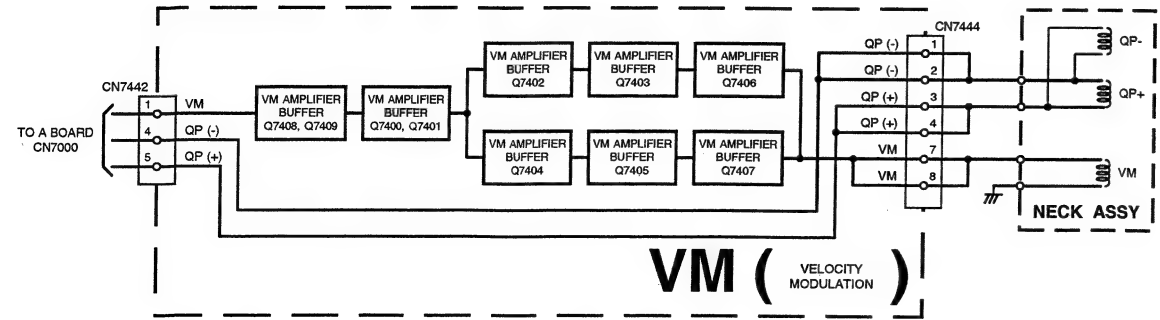 CN7442
TO A BOARD
CN7000
1 VM
4 QP (-)
5 QP (+)
VM AMPLIFIER
BUFFER
Q7408, Q7409
VM AMPLIFIER
BUFFER
Q7400, Q7401
VM AMPLIFIER
BUFFER
Q7402
VM AMPLIFIER
BUFFER
Q7403
VM AMPLIFIER
BUFFER
Q7406
VM AMPLIFIER
BUFFER
Q7404
VM AMPLIFIER
BUFFER
Q7405
VM AMPLIFIER
BUFFER
Q7407
CN7444
QP (-) 1
QP (-) 2
QP (+) 3
QP (+) 4
VM 7
VM 8
QP-
QP+
VM
NECK ASSY
VM ( VELOCITY
MODULATION )